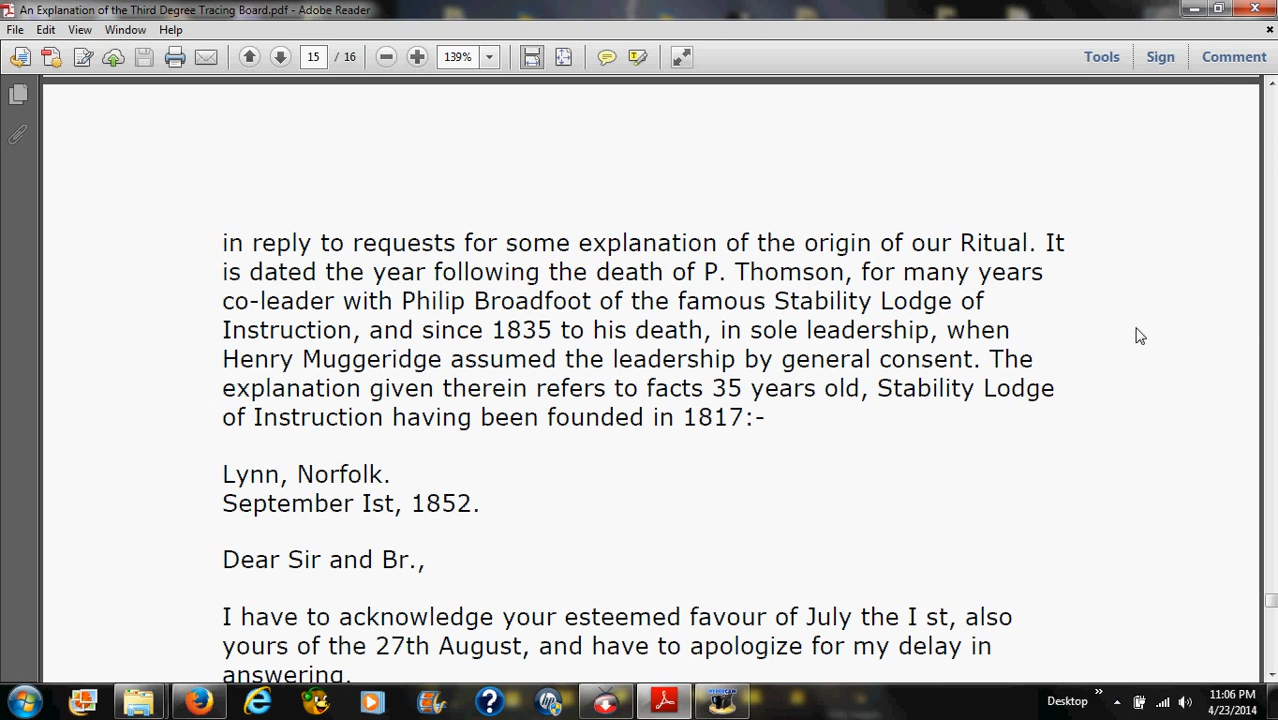 An Explanation of the Third Degree Tracing Board.pdf - Adobe Reader
File Edit View Window Help
15 / 16 139% Tools Sign Comment
in reply to requests for some explanation of the origin of our Ritual. It
is dated the year following the death of P. Thomson, for many years
co-leader with Philip Broadfoot of the famous Stability Lodge of
Instruction, and since 1835 to his death, in sole leadership, when
Henry Muggeridge assumed the leadership by general consent. The
explanation given therein refers to facts 35 years old, Stability Lodge
of Instruction having been founded in 1817:-
Lynn, Norfolk.
September Ist, 1852.
Dear Sir and Br.,
I have to acknowledge your esteemed favour of July the I st, also
yours of the 27th August, and have to apologize for my delay in
answering.
Desktop
11:06 PM
4/23/2014